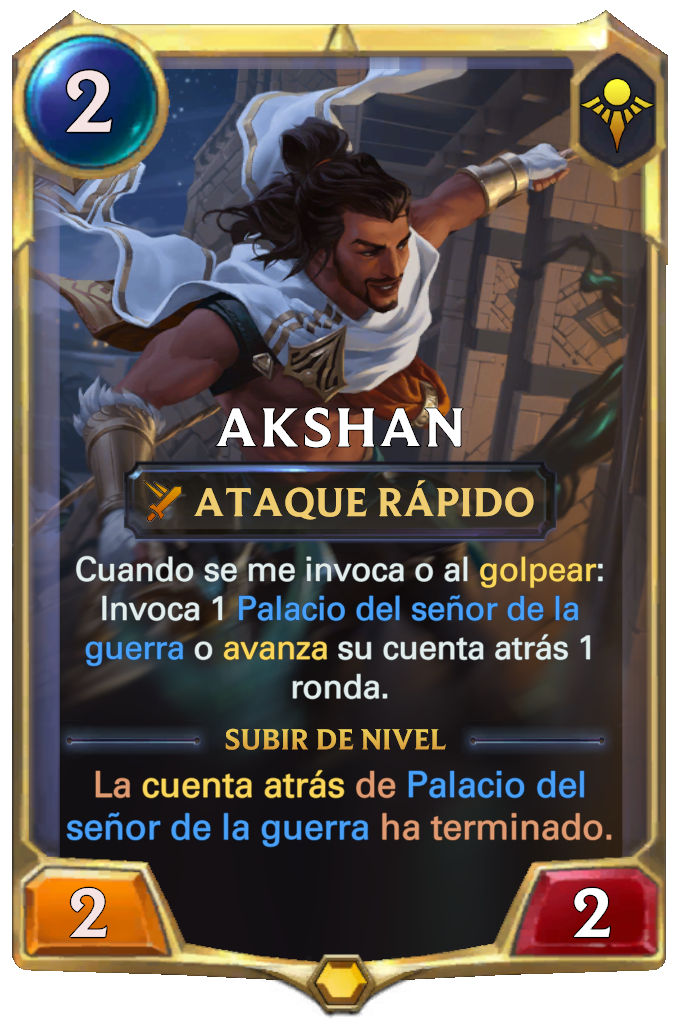 2
AKSHAN
ATAQUE RÁPIDO
Cuando se me invoca o al golpear:
Invoca 1 Palacio del señor de la
guerra o avanza su cuenta atrás 1
ronda.
SUBIR DE NIVEL
La cuenta atrás de Palacio del
señor de la guerra ha terminado.
2
2